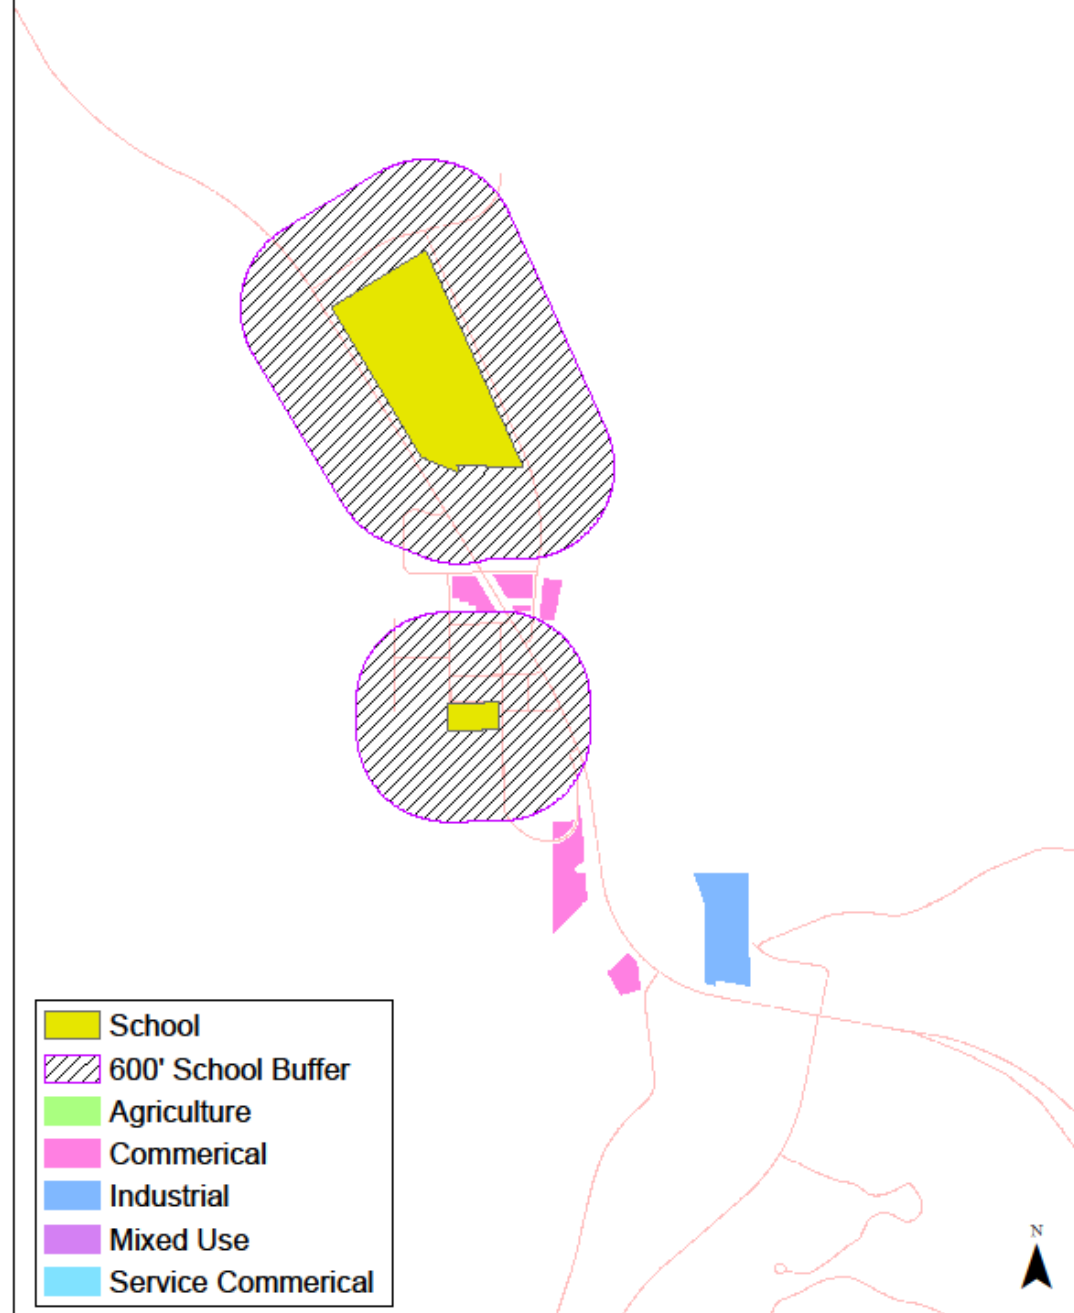 School
600' School Buffer
Agriculture
Commerical
Industrial
Mixed Use
Service Commerical
N